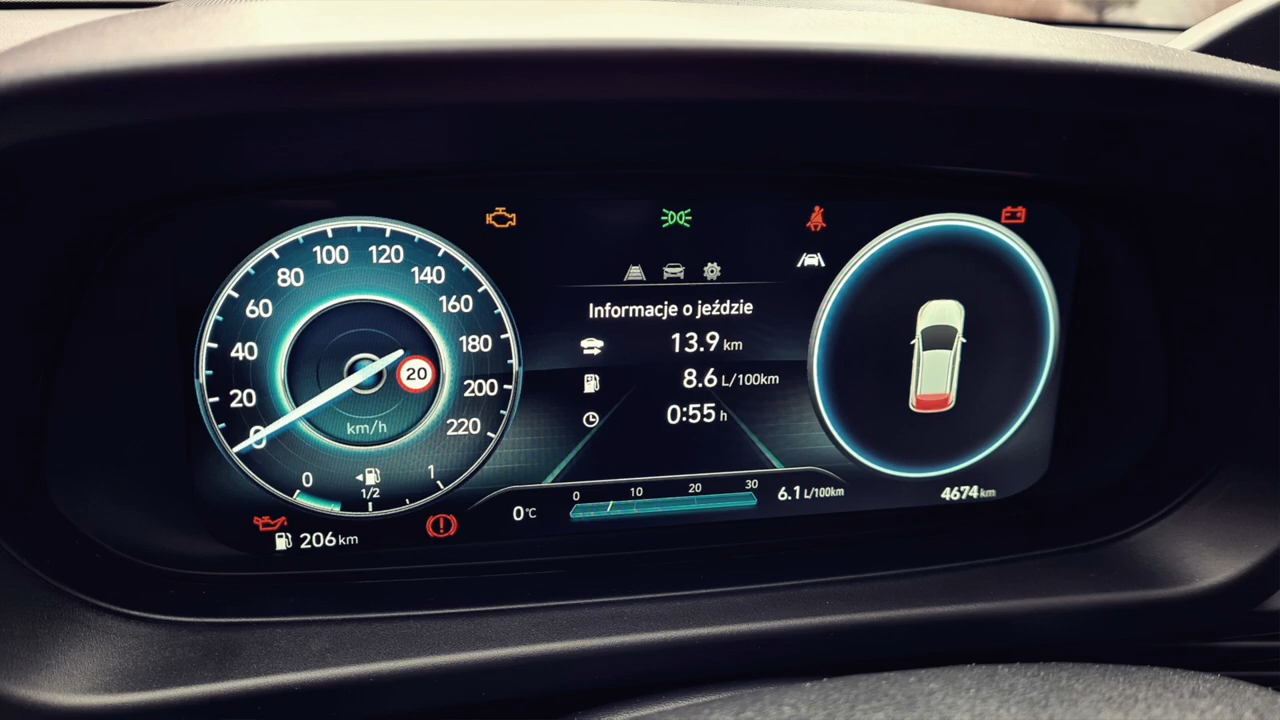 0
20
40
60
80
100
120
140
160
180
200
220
20
km/h
0
1/2
1
206 km
Informacje o jeździe
13.9 km
8.6 L/100km
0:55 h
0°C
0 10 20 30
6.1 L/100km
4674 km